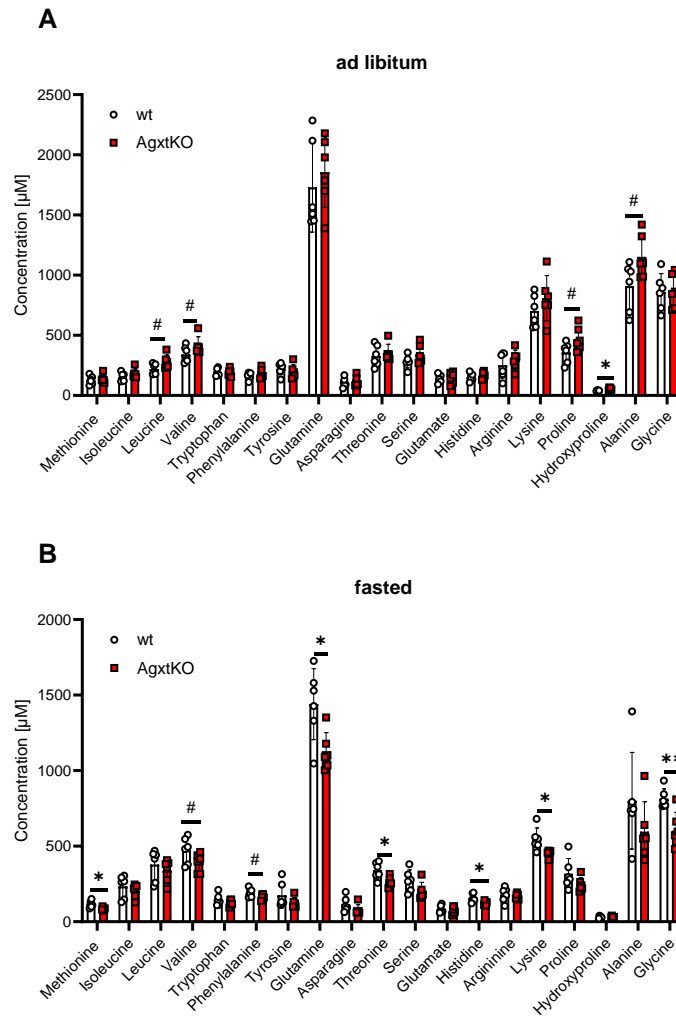 A
ad libitum
2500
2000
1500
1000
500
0
Concentration [µM]
wt
AgxtKO
#
#
#
*
#
Methionine
Isoleucine
Leucine
Valine
Tryptophan
Phenylalanine
Tyrosine
Glutamine
Asparagine
Threonine
Serine
Glutamate
Histidine
Arginine
Lysine
Proline
Hydroxyproline
Alanine
Glycine
B
fasted
2000
1500
1000
500
0
Concentration [µM]
wt
AgxtKO
*
#
#
*
*
*
*
**
Methionine
Isoleucine
Leucine
Valine
Tryptophan
Phenylalanine
Tyrosine
Glutamine
Asparagine
Threonine
Serine
Glutamate
Histidine
Argininine
Lysine
Proline
Hydroxyproline
Alanine
Glycine